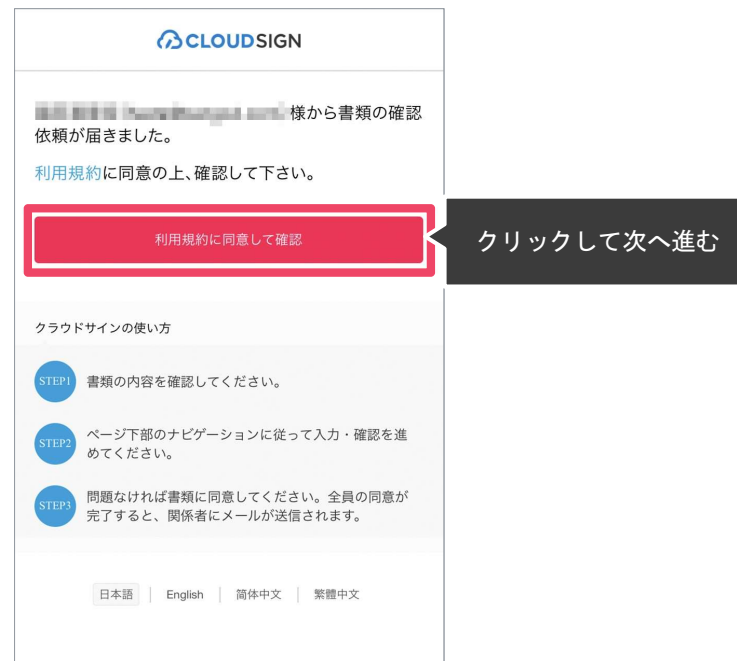 CLOUDSIGN
様から書類の確認
依頼が届きました。
利用規約に同意の上、確認して下さい。
利用規約に同意して確認
クリックして次へ進む
クラウドサインの使い方
STEP1 書類の内容を確認してください。
STEP2 ページ下部のナビゲーションに従って入力・確認を進
めてください。
STEP3 問題なければ書類に同意してください。全員の同意が
完了すると、関係者にメールが送信されます。
日本語 | English | 简体中文 | 繁體中文